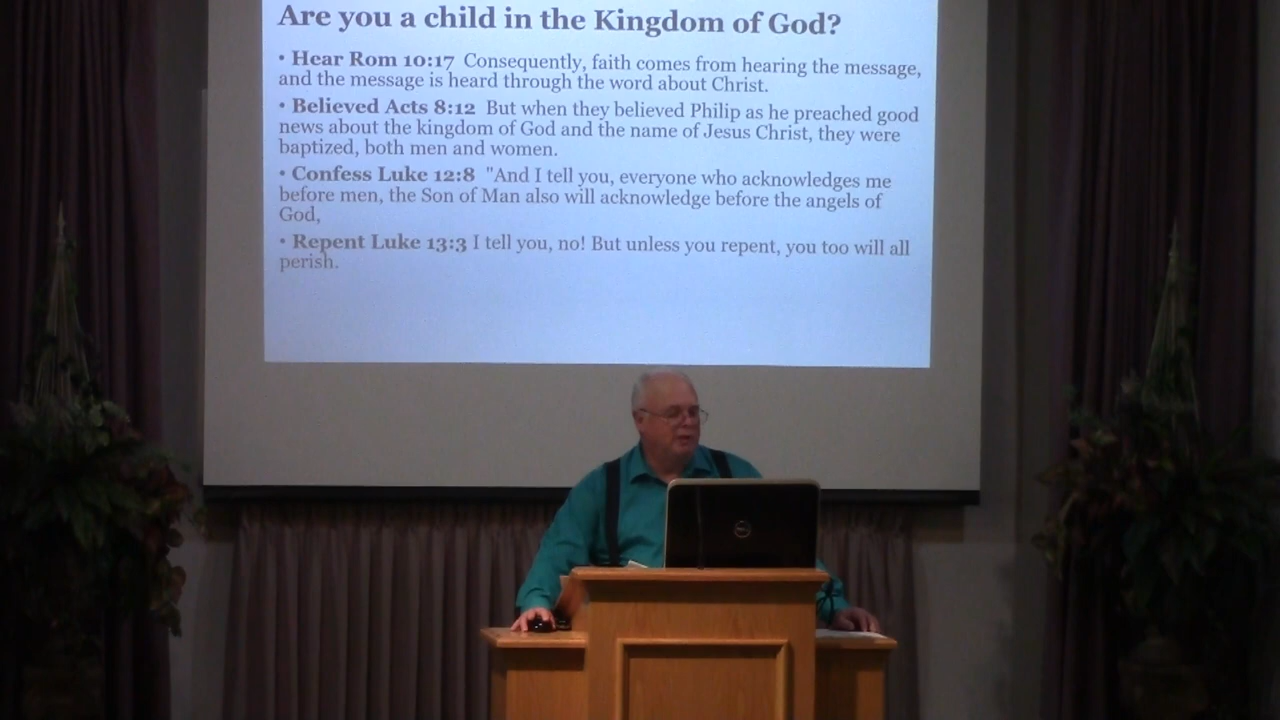 Are you a child in the Kingdom of God?
• Hear Rom 10:17 Consequently, faith comes from hearing the message,
and the message is heard through the word about Christ.
• Believed Acts 8:12 But when they believed Philip as he preached good
news about the kingdom of God and the name of Jesus Christ, they were
baptized, both men and women.
• Confess Luke 12:8 "And I tell you, everyone who acknowledges me
before men, the Son of Man also will acknowledge before the angels of
God,
• Repent Luke 13:3 I tell you, no! But unless you repent, you too will all
perish.
DELL